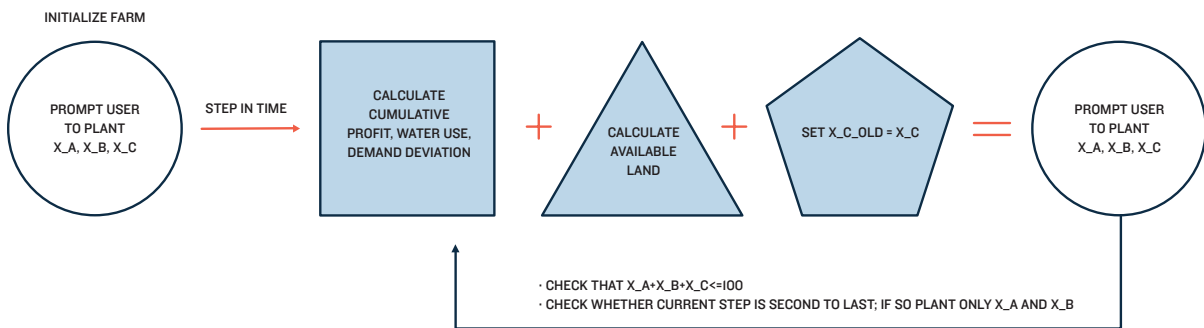 INITIALIZE FARM
PROMPT USER
TO PLANT
X_A, X_B, X_C
STEP IN TIME
CALCULATE
CUMULATIVE
PROFIT, WATER USE,
DEMAND DEVIATION
+
CALCULATE
AVAILABLE
LAND
+
SET X_C_OLD = X_C
=
PROMPT USER
TO PLANT
X_A, X_B, X_C
· CHECK THAT X_A+X_B+X_C<=100
· CHECK WHETHER CURRENT STEP IS SECOND TO LAST; IF SO PLANT ONLY X_A AND X_B